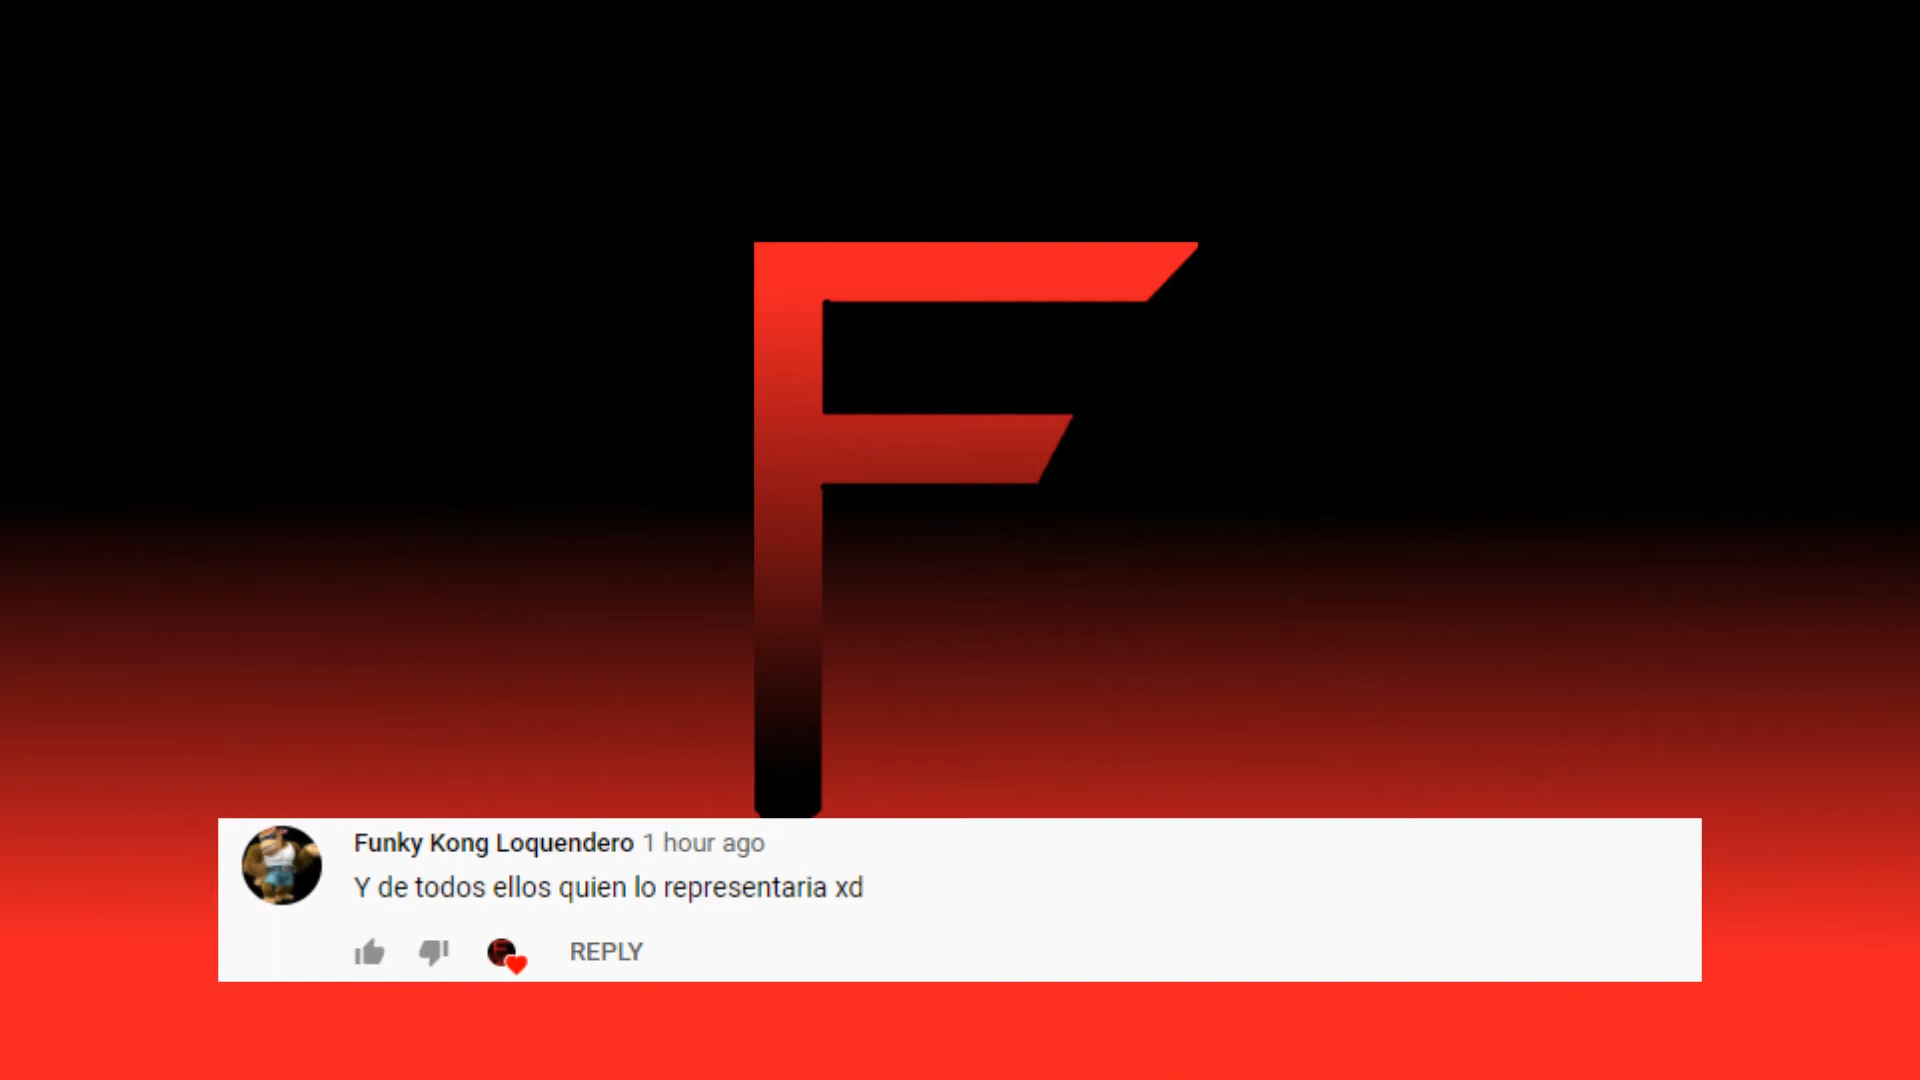 F
Funky Kong Loquendero 1 hour ago
Y de todos ellos quien lo representaria xd
REPLY